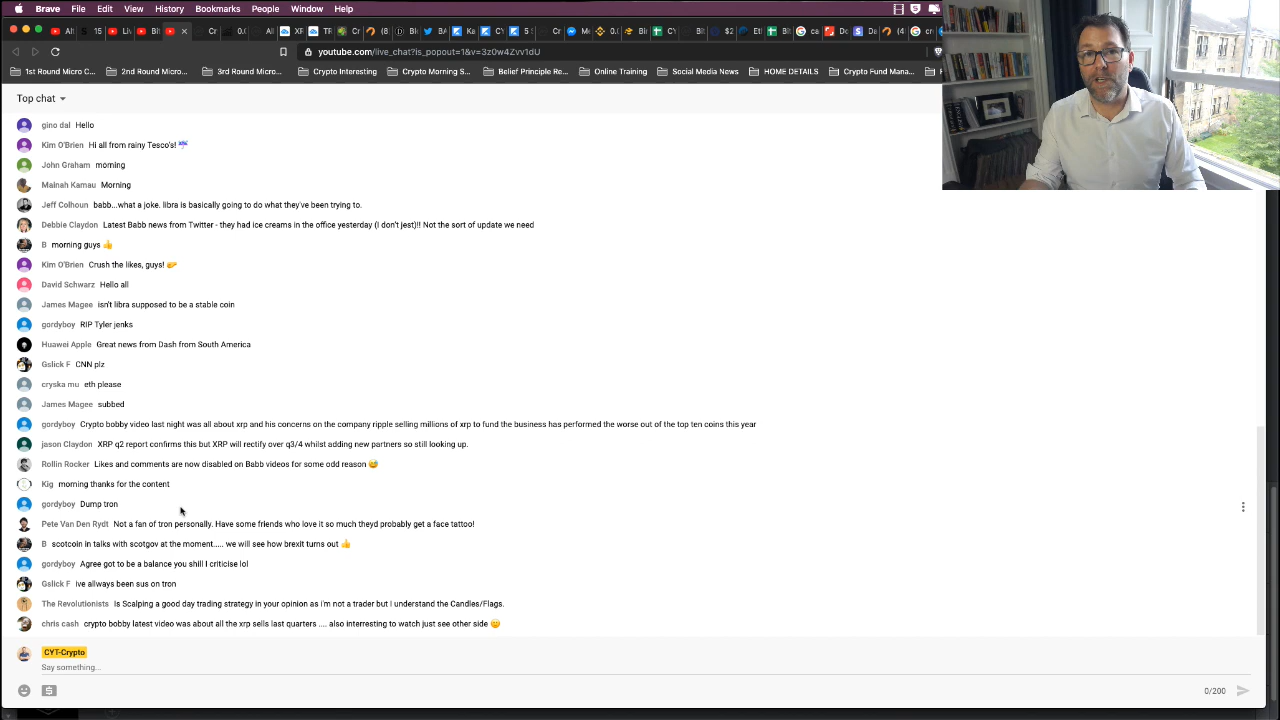 Brave File Edit View History Bookmarks People Window Help
youtube.com/live_chat?is_popout=1&v=3z0w4Zvv1dU
1st Round Micro C... 2nd Round Micro... 3rd Round Micro... Crypto Interesting Crypto Morning S... Belief Principle Re... Online Training Social Media News HOME DETAILS Crypto Fund Mana...
Top chat
gino dal Hello
Kim O'Brien Hi all from rainy Tesco's! ☔
John Graham morning
Mainah Kamau Morning
Jeff Colhoun babb...what a joke. libra is basically going to do what they've been trying to.
Debbie Claydon Latest Babb news from Twitter - they had ice creams in the office yesterday (I don't jest)!! Not the sort of update we need
B morning guys 👍
Kim O'Brien Crush the likes, guys! 🤛
David Schwarz Hello all
James Magee isn't libra supposed to be a stable coin
gordyboy RIP Tyler jenks
Huawei Apple Great news from Dash from South America
Gslick F CNN plz
cryska mu eth please
James Magee subbed
gordyboy Crypto bobby video last night was all about xrp and his concerns on the company ripple selling millions of xrp to fund the business has performed the worse out of the top ten coins this year
jason Claydon XRP q2 report confirms this but XRP will rectify over q3/4 whilst adding new partners so still looking up.
Rollin Rocker Likes and comments are now disabled on Babb videos for some odd reason 😅
Kig morning thanks for the content
gordyboy Dump tron
Pete Van Den Rydt Not a fan of tron personally. Have some friends who love it so much theyd probably get a face tattoo!
B scotcoin in talks with scotgov at the moment..... we will see how brexit turns out 👍
gordyboy Agree got to be a balance you shill I criticise lol
Gslick F ive allways been sus on tron
The Revolutionists Is Scalping a good day trading strategy in your opinion as i'm not a trader but I understand the Candles/Flags.
chris cash crypto bobby latest video was about all the xrp sells last quarters .... also interresting to watch just see other side 😊
CYT-Crypto
Say something...
0/200